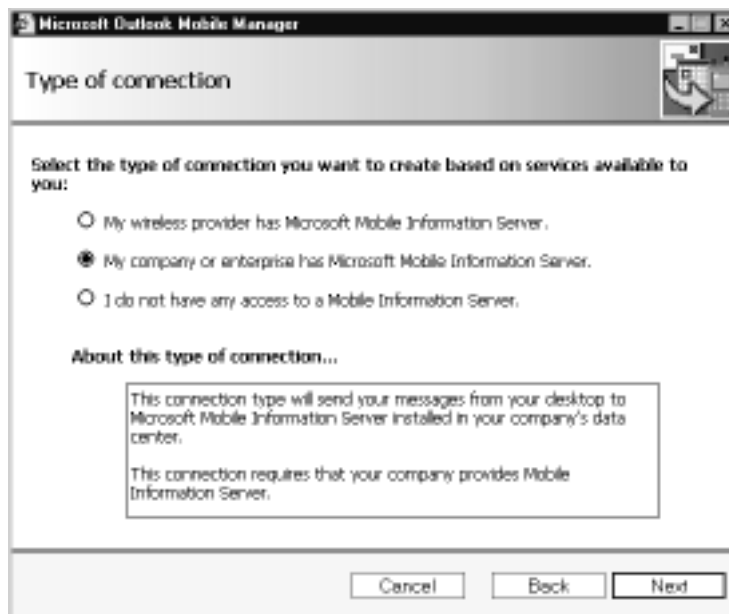 Microsoft Outlook Mobile Manager
Type of connection
Select the type of connection you want to create based on services available to
you:
My wireless provider has Microsoft Mobile Information Server.
My company or enterprise has Microsoft Mobile Information Server.
I do not have any access to a Mobile Information Server.
About this type of connection...
This connection type will send your messages from your desktop to
Microsoft Mobile Information Server installed in your company's data
center.
This connection requires that your company provides Mobile
Information Server.
Cancel Back Next